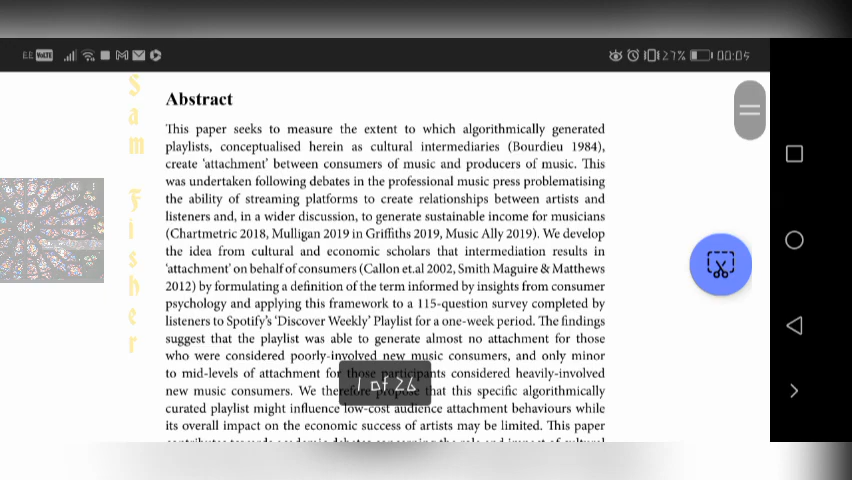 27% 00:05
Sam Fisher
Abstract
This paper seeks to measure the extent to which algorithmically generated
playlists, conceptualised herein as cultural intermediaries (Bourdieu 1984),
create 'attachment' between consumers of music and producers of music. This
was undertaken following debates in the professional music press problematising
the ability of streaming platforms to create relationships between artists and
listeners and, in a wider discussion, to generate sustainable income for musicians
(Chartmetric 2018, Mulligan 2019 in Griffiths 2019, Music Ally 2019). We develop
the idea from cultural and economic scholars that intermediation results in
'attachment' on behalf of consumers (Callon et.al 2002, Smith Maguire & Matthews
2012) by formulating a definition of the term informed by insights from consumer
psychology and applying this framework to a 115-question survey completed by
listeners to Spotify's 'Discover Weekly' Playlist for a one-week period. The findings
suggest that the playlist was able to generate almost no attachment for those
who were considered poorly-involved new music consumers, and only minor
to mid-levels of attachment for those participants considered heavily-involved
new music consumers. We therefore propose that this specific algorithmically
1 of 26
curated playlist might influence low-cost audience attachment behaviours while
its overall impact on the economic success of artists may be limited. This paper